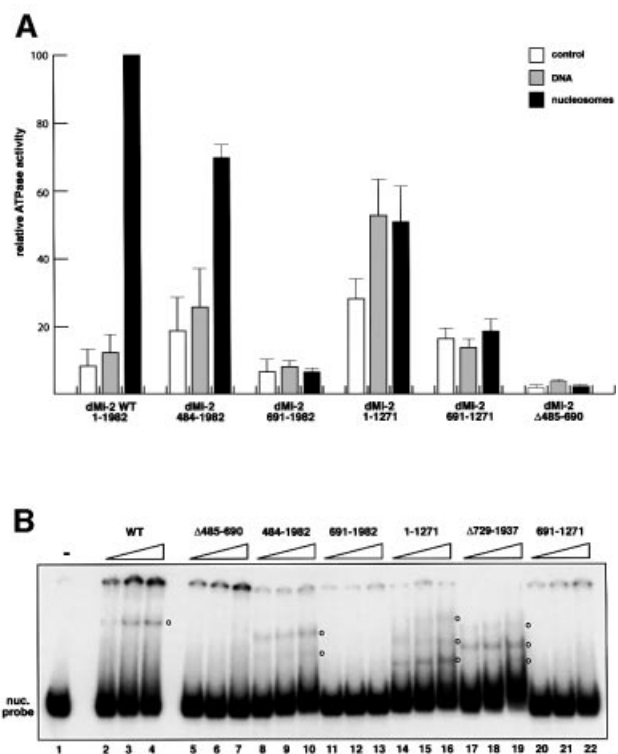 A
relative ATPase activity
100
80
60
40
20
control
DNA
nucleosomes
dMi-2 WT 1-1982
dMi-2 484-1982
dMi-2 691-1982
dMi-2 1-1271
dMi-2 691-1271
dMi-2 Δ485-690
B
- WT Δ485-690 484-1982 691-1982 1-1271 Δ729-1937 691-1271
nuc. probe
1 2 3 4 5 6 7 8 9 10 11 12 13 14 15 16 17 18 19 20 21 22